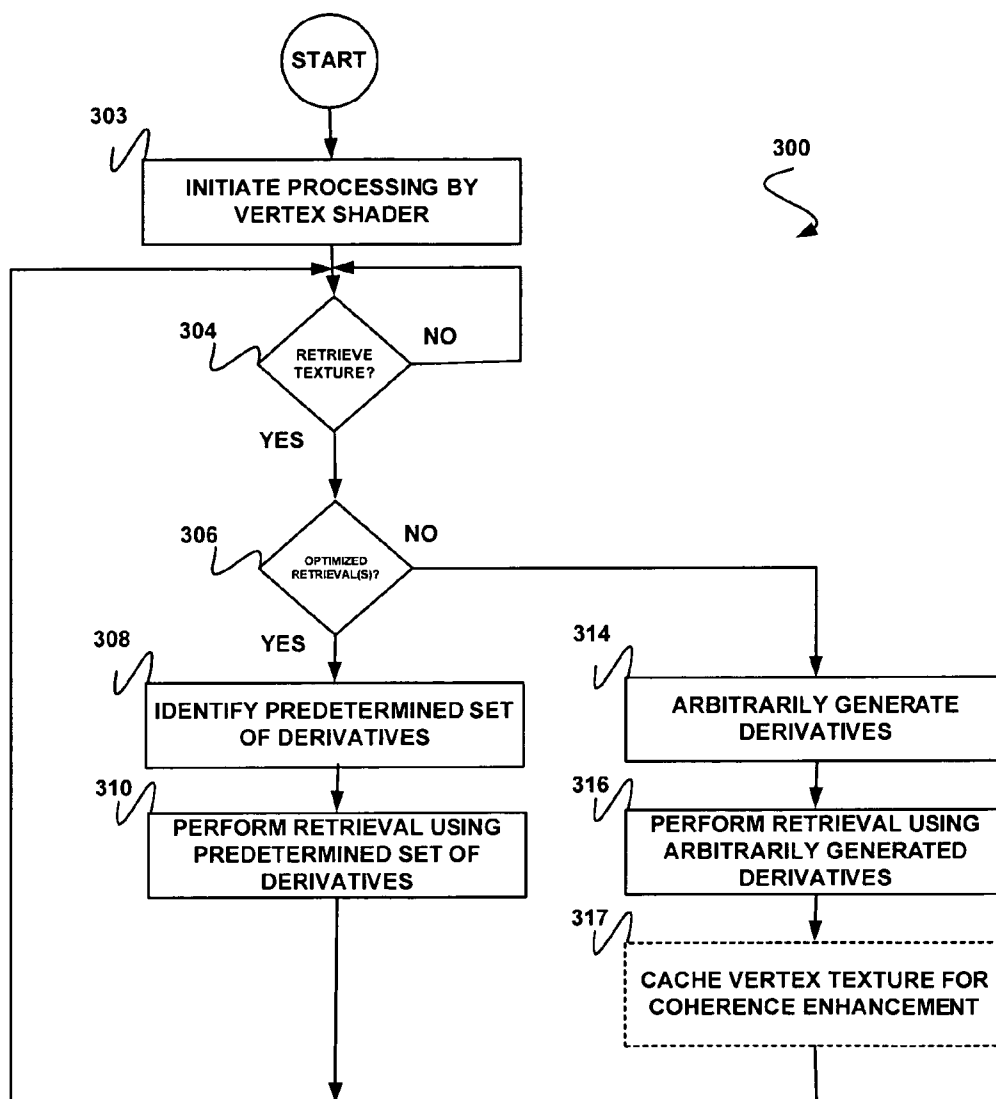 START
303
INITIATE PROCESSING BY
VERTEX SHADER
300
304
RETRIEVE
TEXTURE?
NO
YES
306
OPTIMIZED
RETRIEVAL(S)?
NO
YES
308
IDENTIFY PREDETERMINED SET
OF DERIVATIVES
314
ARBITRARILY GENERATE
DERIVATIVES
310
PERFORM RETRIEVAL USING
PREDETERMINED SET OF
DERIVATIVES
316
PERFORM RETRIEVAL USING
ARBITRARILY GENERATED
DERIVATIVES
317
CACHE VERTEX TEXTURE FOR
COHERENCE ENHANCEMENT